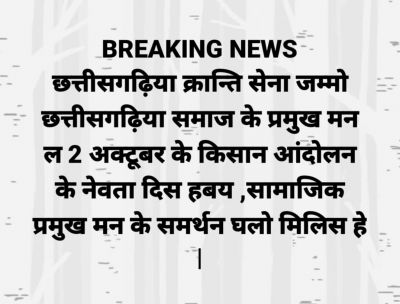 BREAKING NEWS
छत्तीसगढ़िया क्रान्ति सेना जम्मो
छत्तीसगढ़िया समाज के प्रमुख मन
ल 2 अक्टूबर के किसान आंदोलन
के नेवता दिस हबय ,सामाजिक
प्रमुख मन के समर्थन घलो मिलिस हे
|